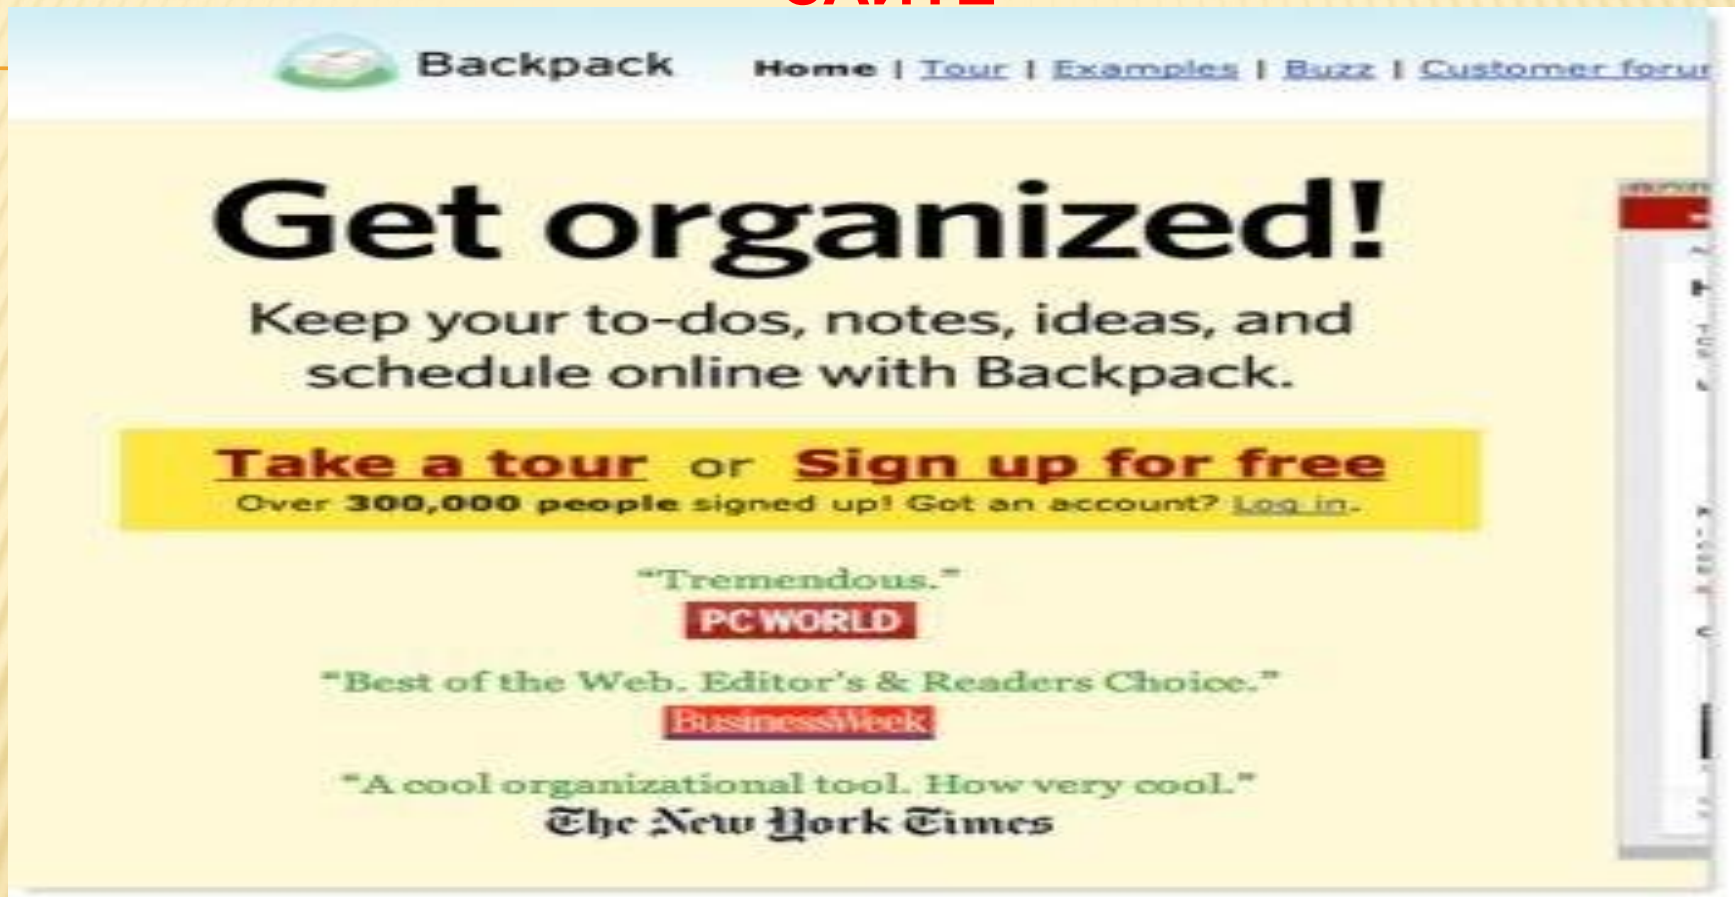 САЙТЕ
Backpack Home | Tour | Examples | Buzz | Customer
Get organized!
Keep your to-dos, notes, ideas, and
schedule online with Backpack.
Take a tour or Sign up for free
Over 300,000 people signed up! Got an account? Log in.
“Tremendous.”
PC WORLD
“Best of the Web. Editor's & Readers Choice.”
BusinessWeek
“A cool organizational tool. How very cool.”
The New York Times